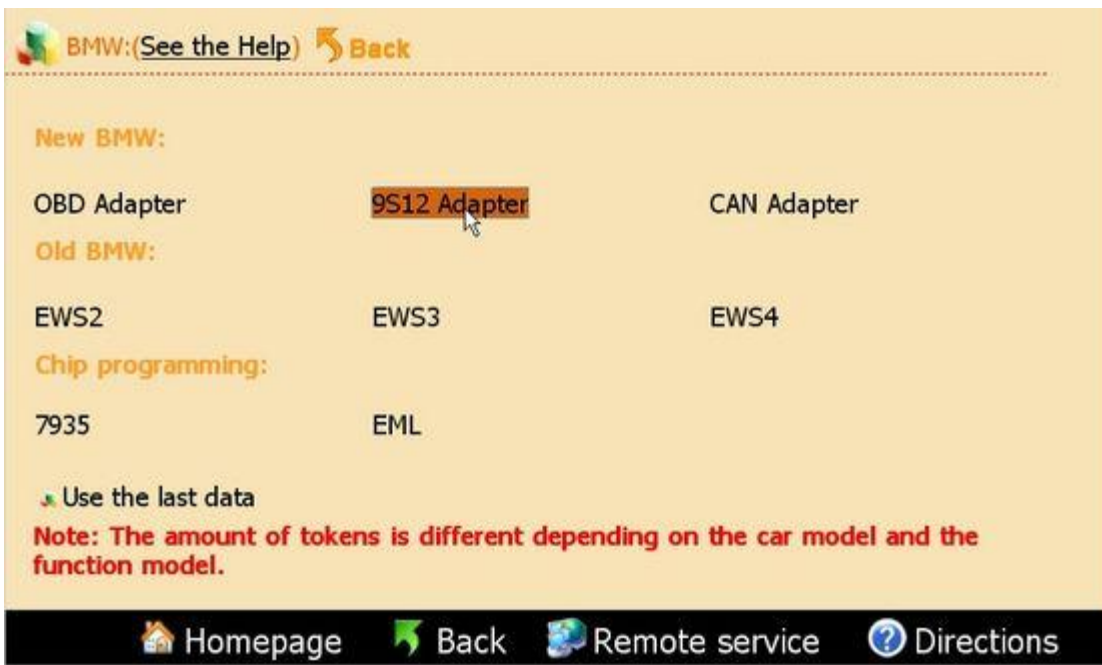 BMW:(See the Help) Back
New BMW:
OBD Adapter 9S12 Adapter CAN Adapter
Old BMW:
EWS2 EWS3 EWS4
Chip programming:
7935 EML
Use the last data
Note: The amount of tokens is different depending on the car model and the
function model.
Homepage Back Remote service Directions